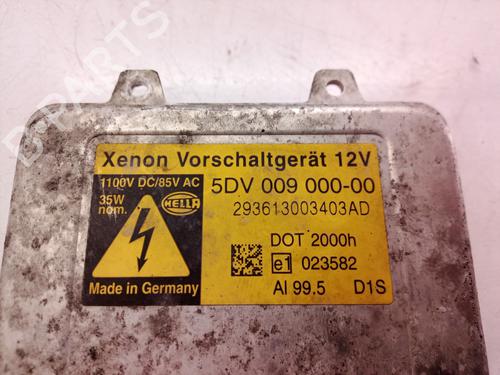 B-PARTS
Xenon Vorschaltgerät 12V
1100V DC/85V AC
35W
nom.
HELLA
5DV 009 000-00
293613003403AD
DOT 2000h
e1 023582
Made in Germany
Al 99.5 D1S